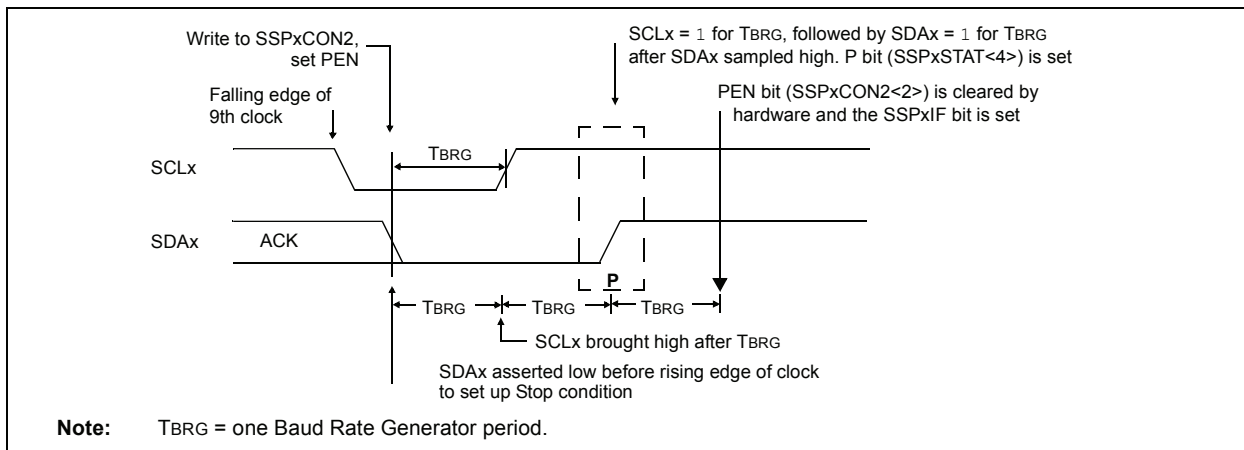 Write to SSPxCON2,
set PEN
SCLx = 1 for TBRG, followed by SDAx = 1 for TBRG
after SDAx sampled high. P bit (SSPxSTAT<4>) is set
Falling edge of
9th clock
PEN bit (SSPxCON2<2>) is cleared by
hardware and the SSPxIF bit is set
TBRG
SCLx
SDAx
ACK
P
TBRG
TBRG
TBRG
SCLx brought high after TBRG
SDAx asserted low before rising edge of clock
to set up Stop condition
Note: TBRG = one Baud Rate Generator period.